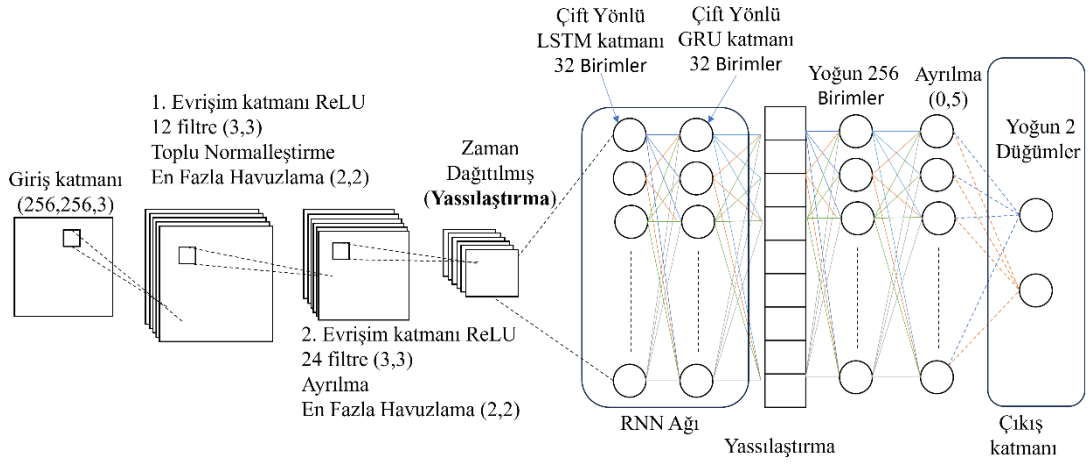 Giriş katmanı
(256,256,3)
1. Evrişim katmanı ReLU
12 filtre (3,3)
Toplu Normalleştirme
En Fazla Havuzlama (2,2)
2. Evrişim katmanı ReLU
24 filtre (3,3)
Ayrılma
En Fazla Havuzlama (2,2)
Zaman
Dağıtılmış
(Yassılaştırma)
Çift Yönlü
LSTM katmanı
32 Birimler
Çift Yönlü
GRU katmanı
32 Birimler
RNN Ağı
Yassılaştırma
Yoğun 256
Birimler
Ayrılma
(0,5)
Yoğun 2
Düğümler
Çıkış
katmanı